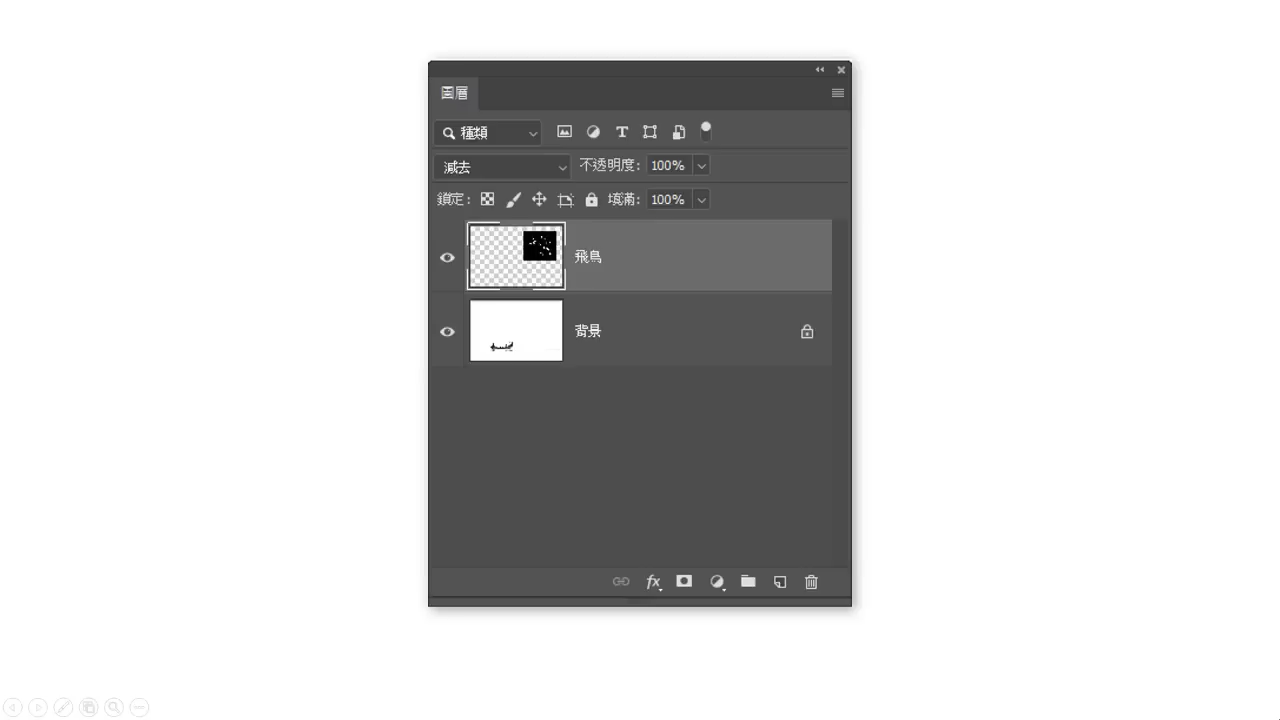 圖層
種類
減去 不透明度: 100%
鎖定: 填滿: 100%
飛鳥
背景
fx